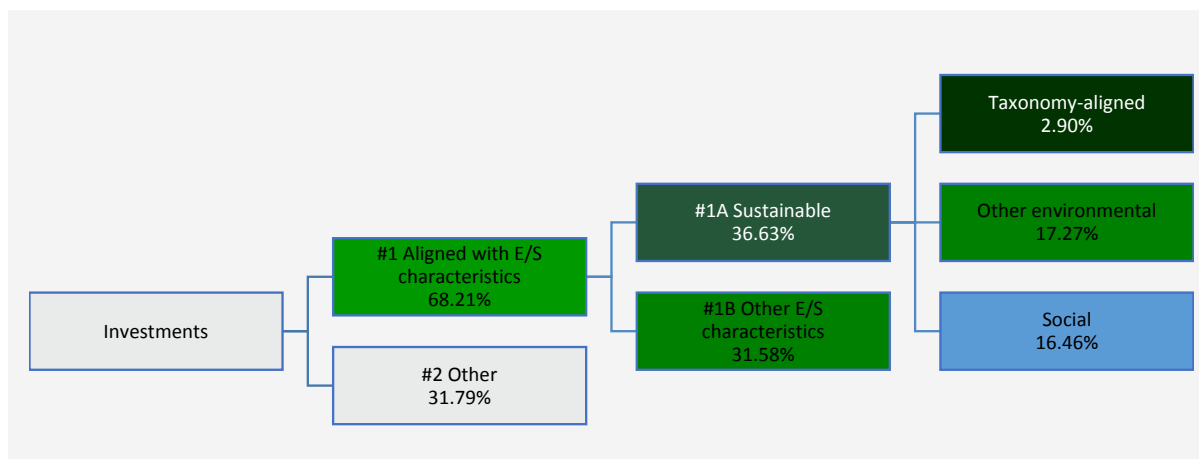 Investments
#1 Aligned with E/S
characteristics
68.21%
#2 Other
31.79%
#1A Sustainable
36.63%
#1B Other E/S
characteristics
31.58%
Taxonomy-aligned
2.90%
Other environmental
17.27%
Social
16.46%